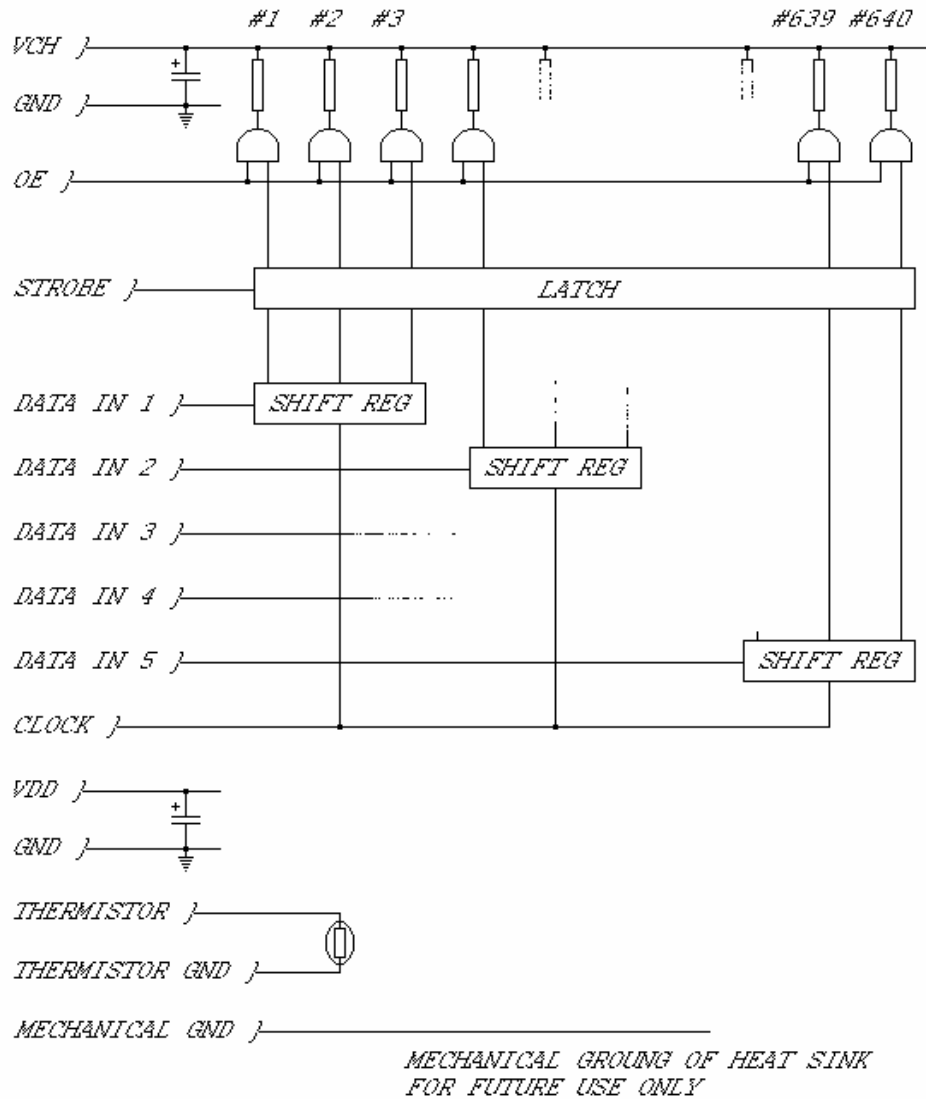 #1 #2 #3 #639 #640
VCH }
+
GND }
OE }
STROBE } LATCH
DATA IN 1 } SHIFT REG
DATA IN 2 } SHIFT REG
DATA IN 3 }
DATA IN 4 }
DATA IN 5 } SHIFT REG
CLOCK }
VDD }
+
GND }
THERMISTOR }
THERMISTOR GND }
MECHANICAL GND }
MECHANICAL GROUNG OF HEAT SINK
FOR FUTURE USE ONLY